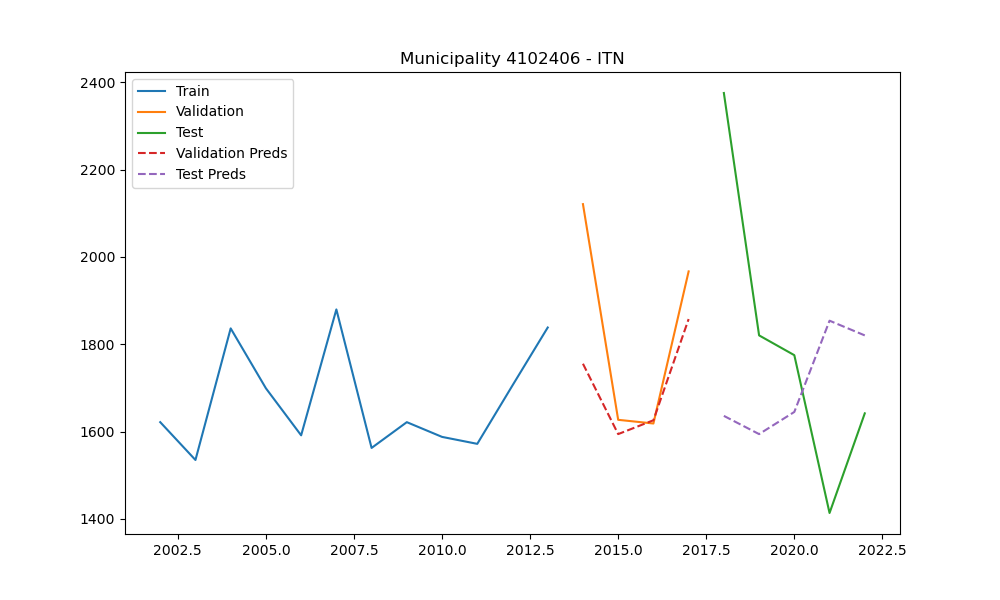 Municipality 4102406 - ITN
2400
2200
2000
1800
1600
1400
Train
Validation
Test
Validation Preds
Test Preds
2002.5 2005.0 2007.5 2010.0 2012.5 2015.0 2017.5 2020.0 2022.5